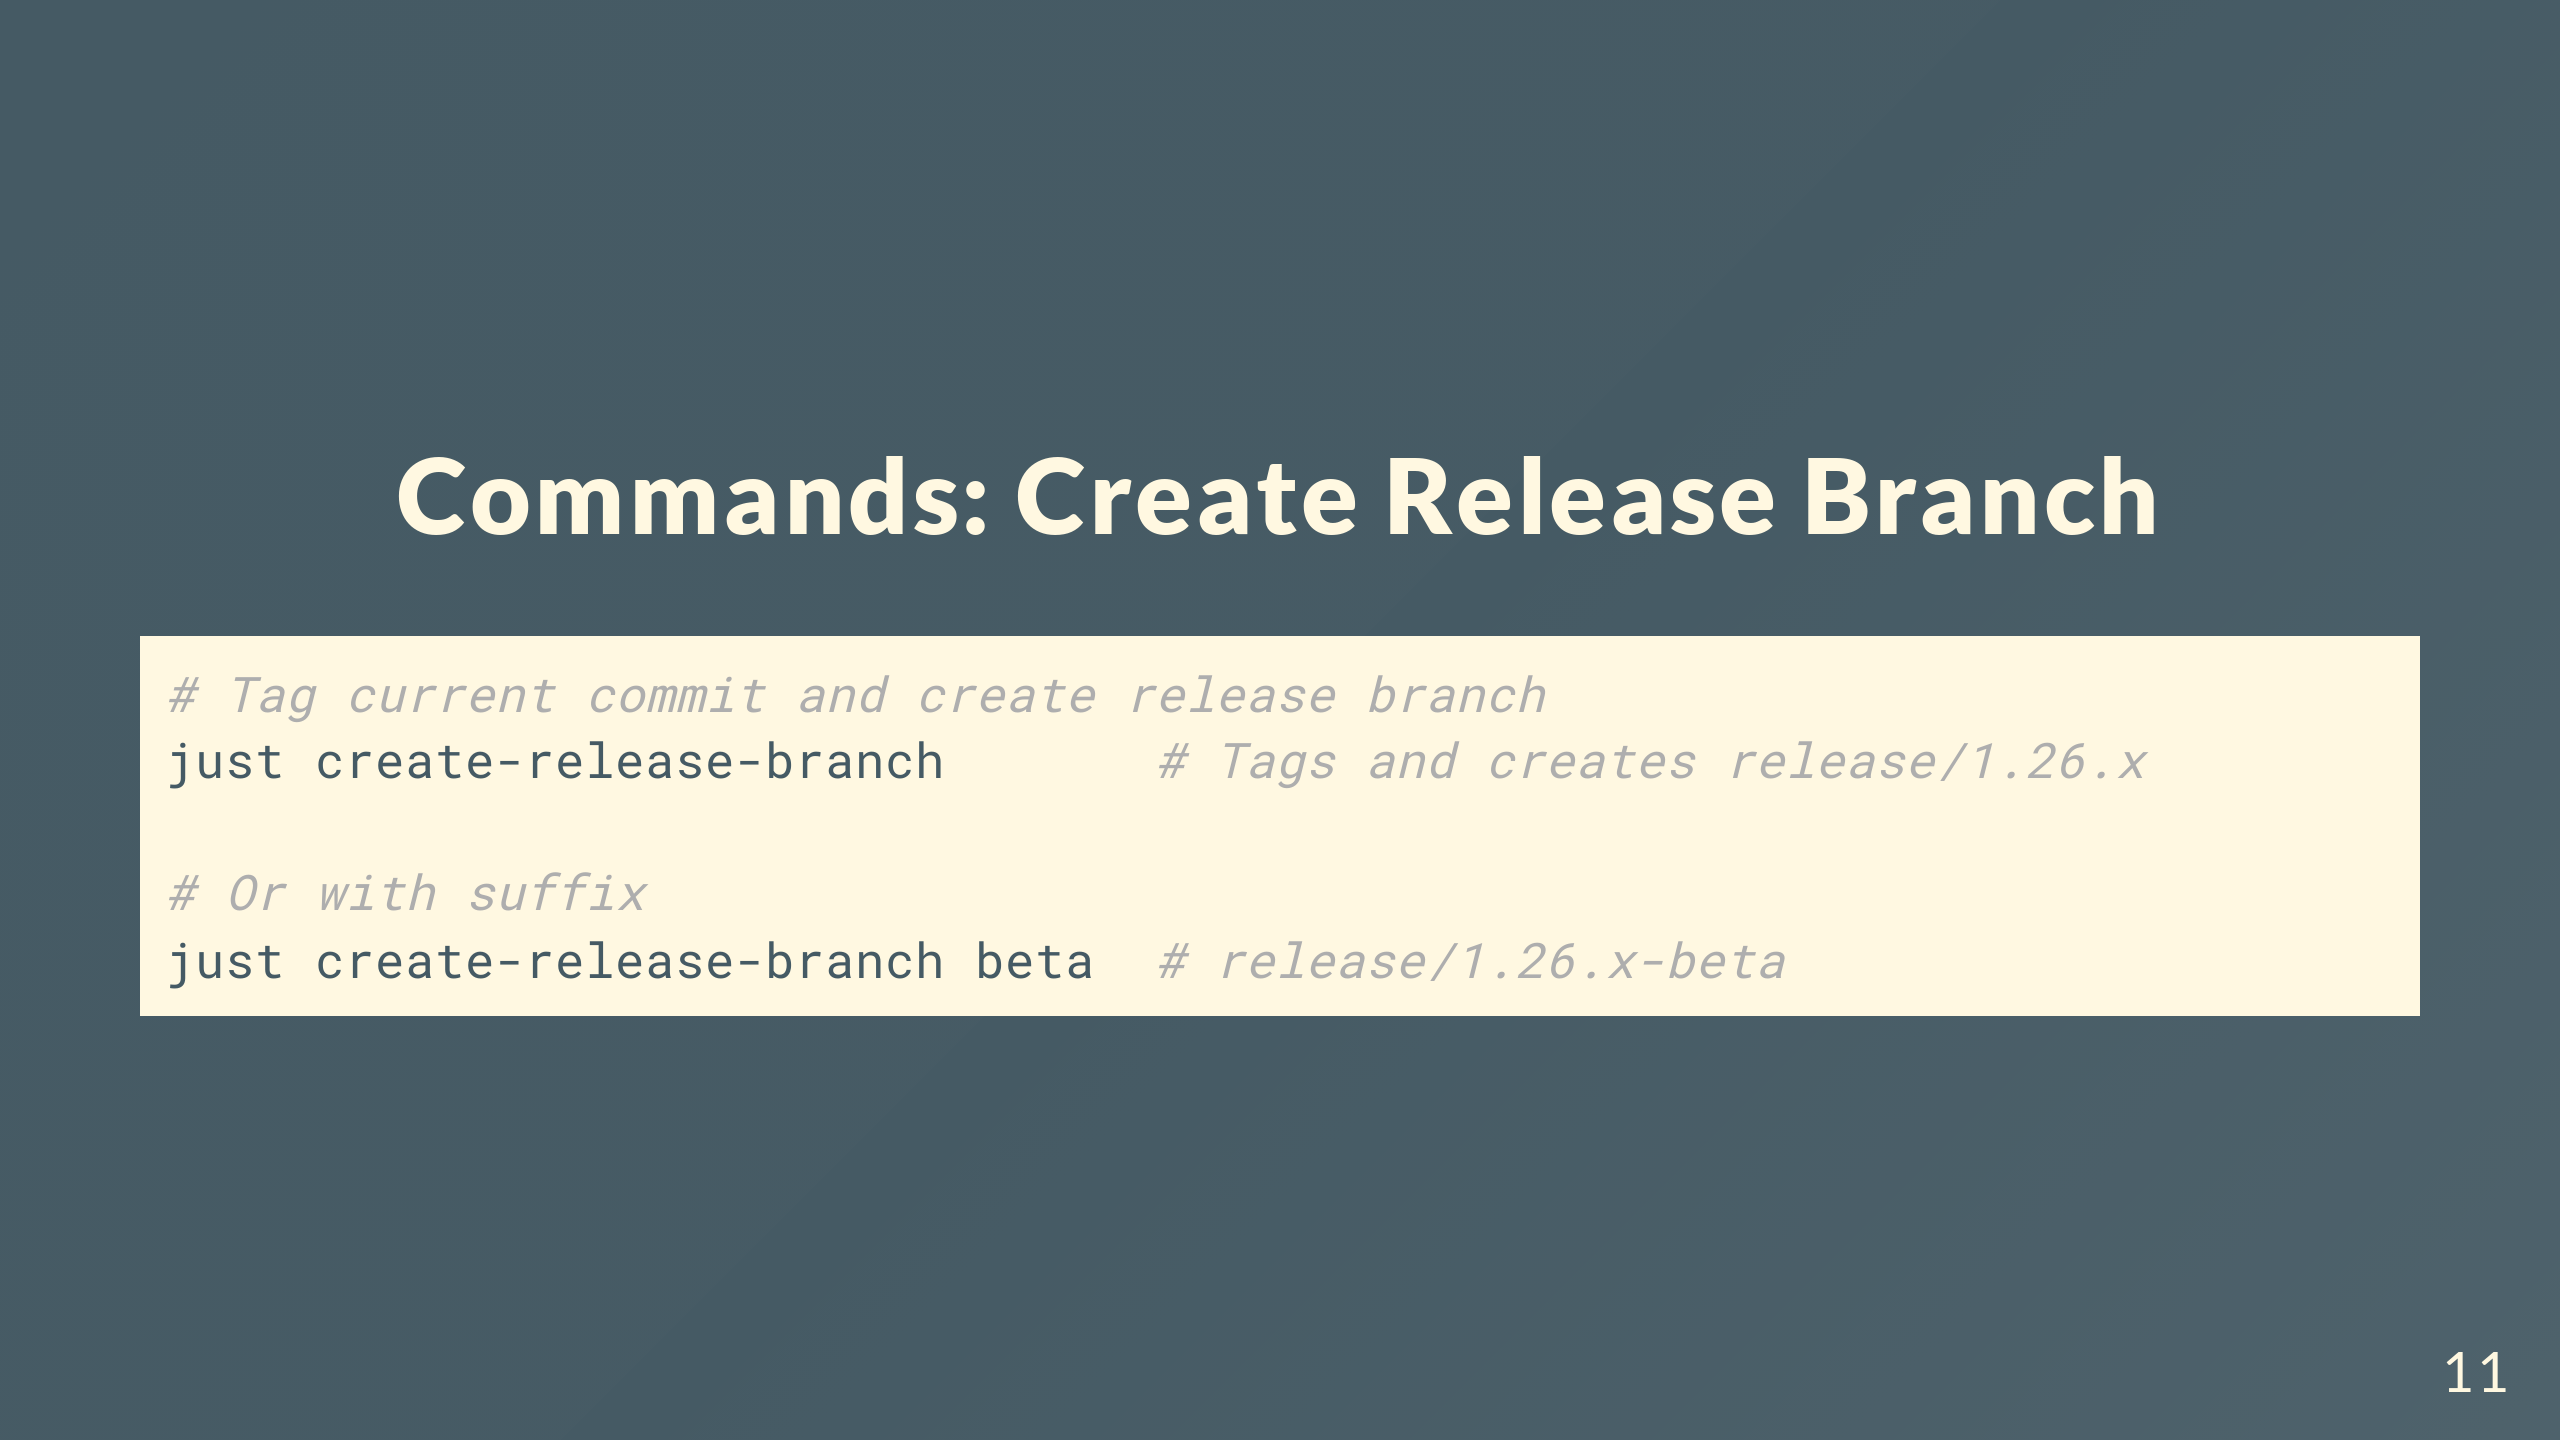 Commands: Create Release Branch
# Tag current commit and create release branch
just create-release-branch       # Tags and creates release/1.26.x
# Or with suffix
just create-release-branch beta  # release/1.26.x-beta
11